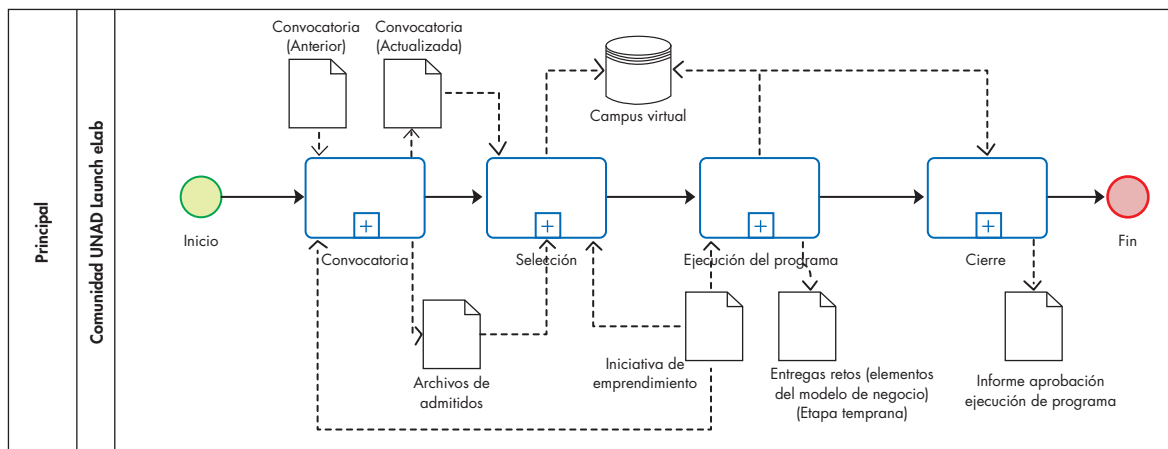 Principal
Comunidad UNAD Launch eLab
Convocatoria
(Anterior)
Convocatoria
(Actualizada)
Campus virtual
Inicio
Convocatoria
Selección
Ejecución del programa
Cierre
Fin
Archivos de
admitidos
Iniciativa de
emprendimiento
Entregas retos (elementos
del modelo de negocio)
(Etapa temprana)
Informe aprobación
ejecución de programa